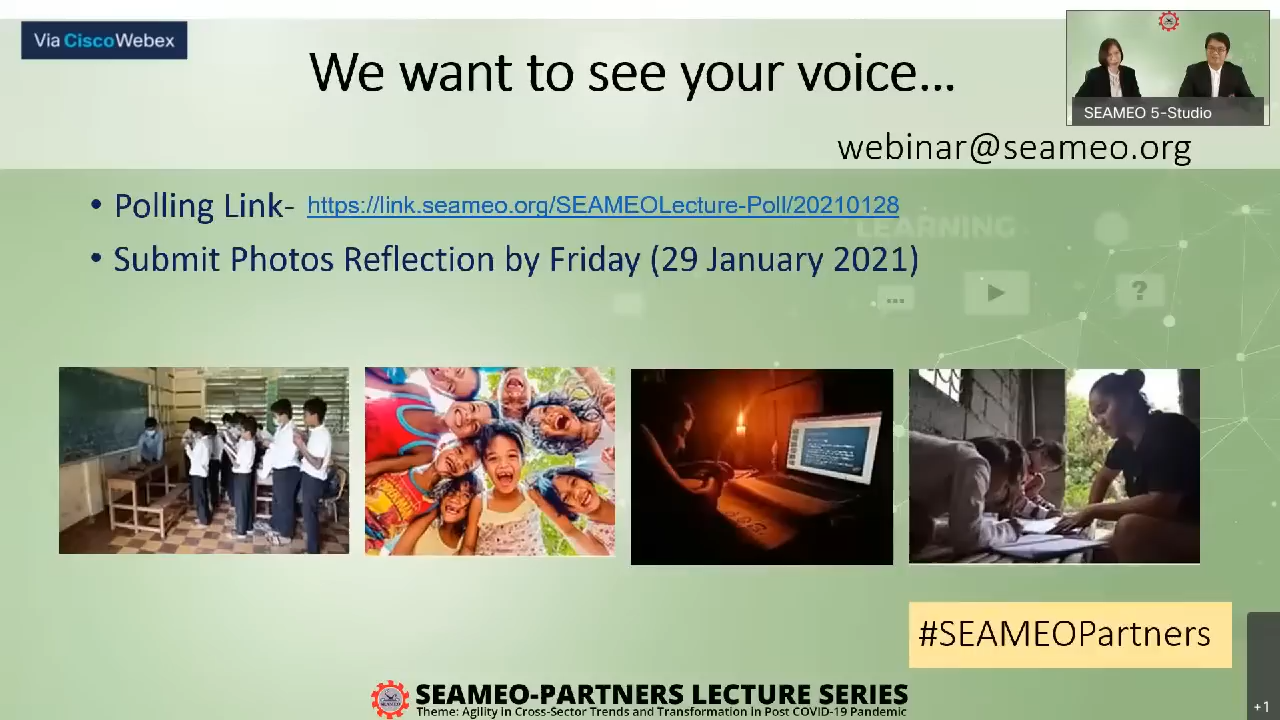 Via CiscoWebex
We want to see your voice...
SEAMEO 5-Studio
webinar@seameo.org
• Polling Link- https://link.seameo.org/SEAMEOLecture-Poll/20210128
• Submit Photos Reflection by Friday (29 January 2021)
LEARNING
...
?
#SEAMEOPartners
SEAMEO-PARTNERS LECTURE SERIES
Theme: Agility in Cross-Sector Trends and Transformation in Post COVID-19 Pandemic
+1